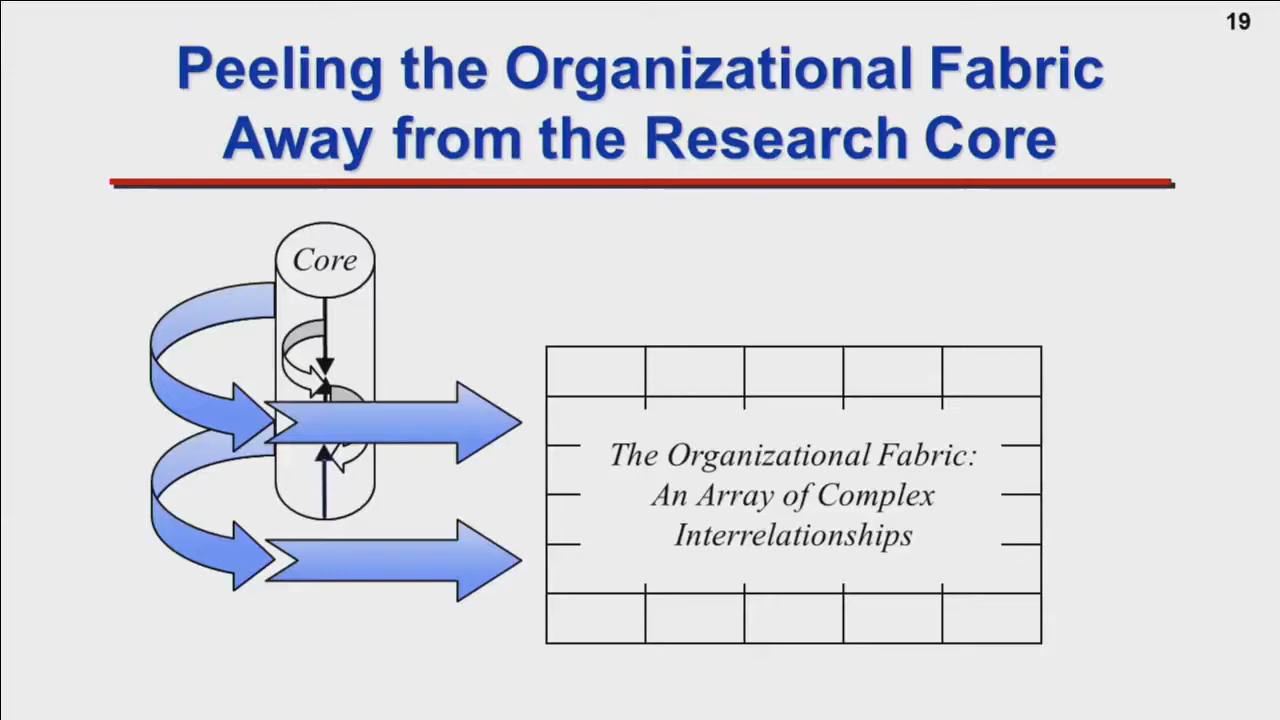 19
Peeling the Organizational Fabric
Away from the Research Core
Core
The Organizational Fabric:
An Array of Complex
Interrelationships